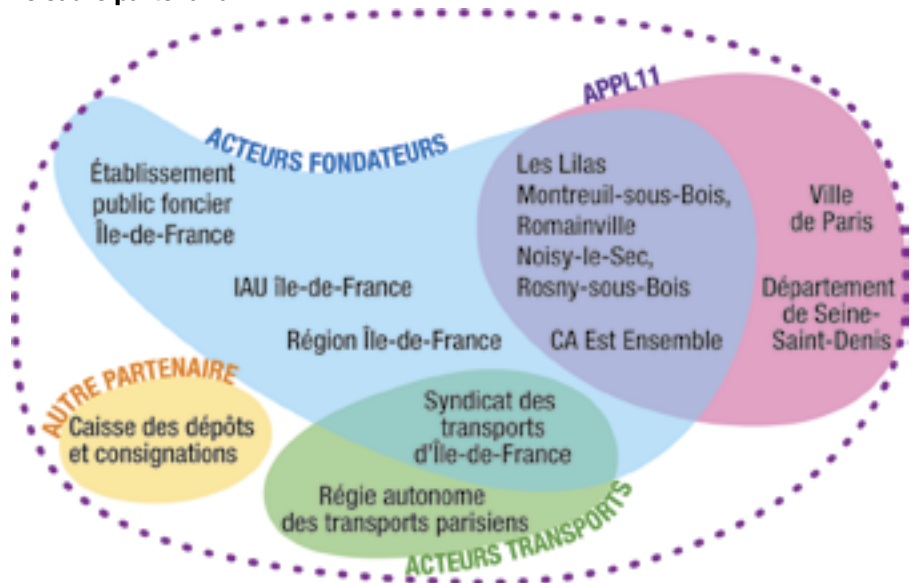 APPL11
ACTEURS FONDATEURS
Établissement
public foncier
Île-de-France
IAU île-de-France
Région Île-de-France
Les Lilas
Montreuil-sous-Bois,
Romainville
Noisy-le-Sec,
Rosny-sous-Bois
CA Est Ensemble
Ville
de Paris
Département
de Seine-
Saint-Denis
AUTRE PARTENAIRE
Caisse des dépôts
et consignations
Syndicat des
transports
d'Île-de-France
Régie autonome
des transports parisiens
ACTEURS TRANSPORTS